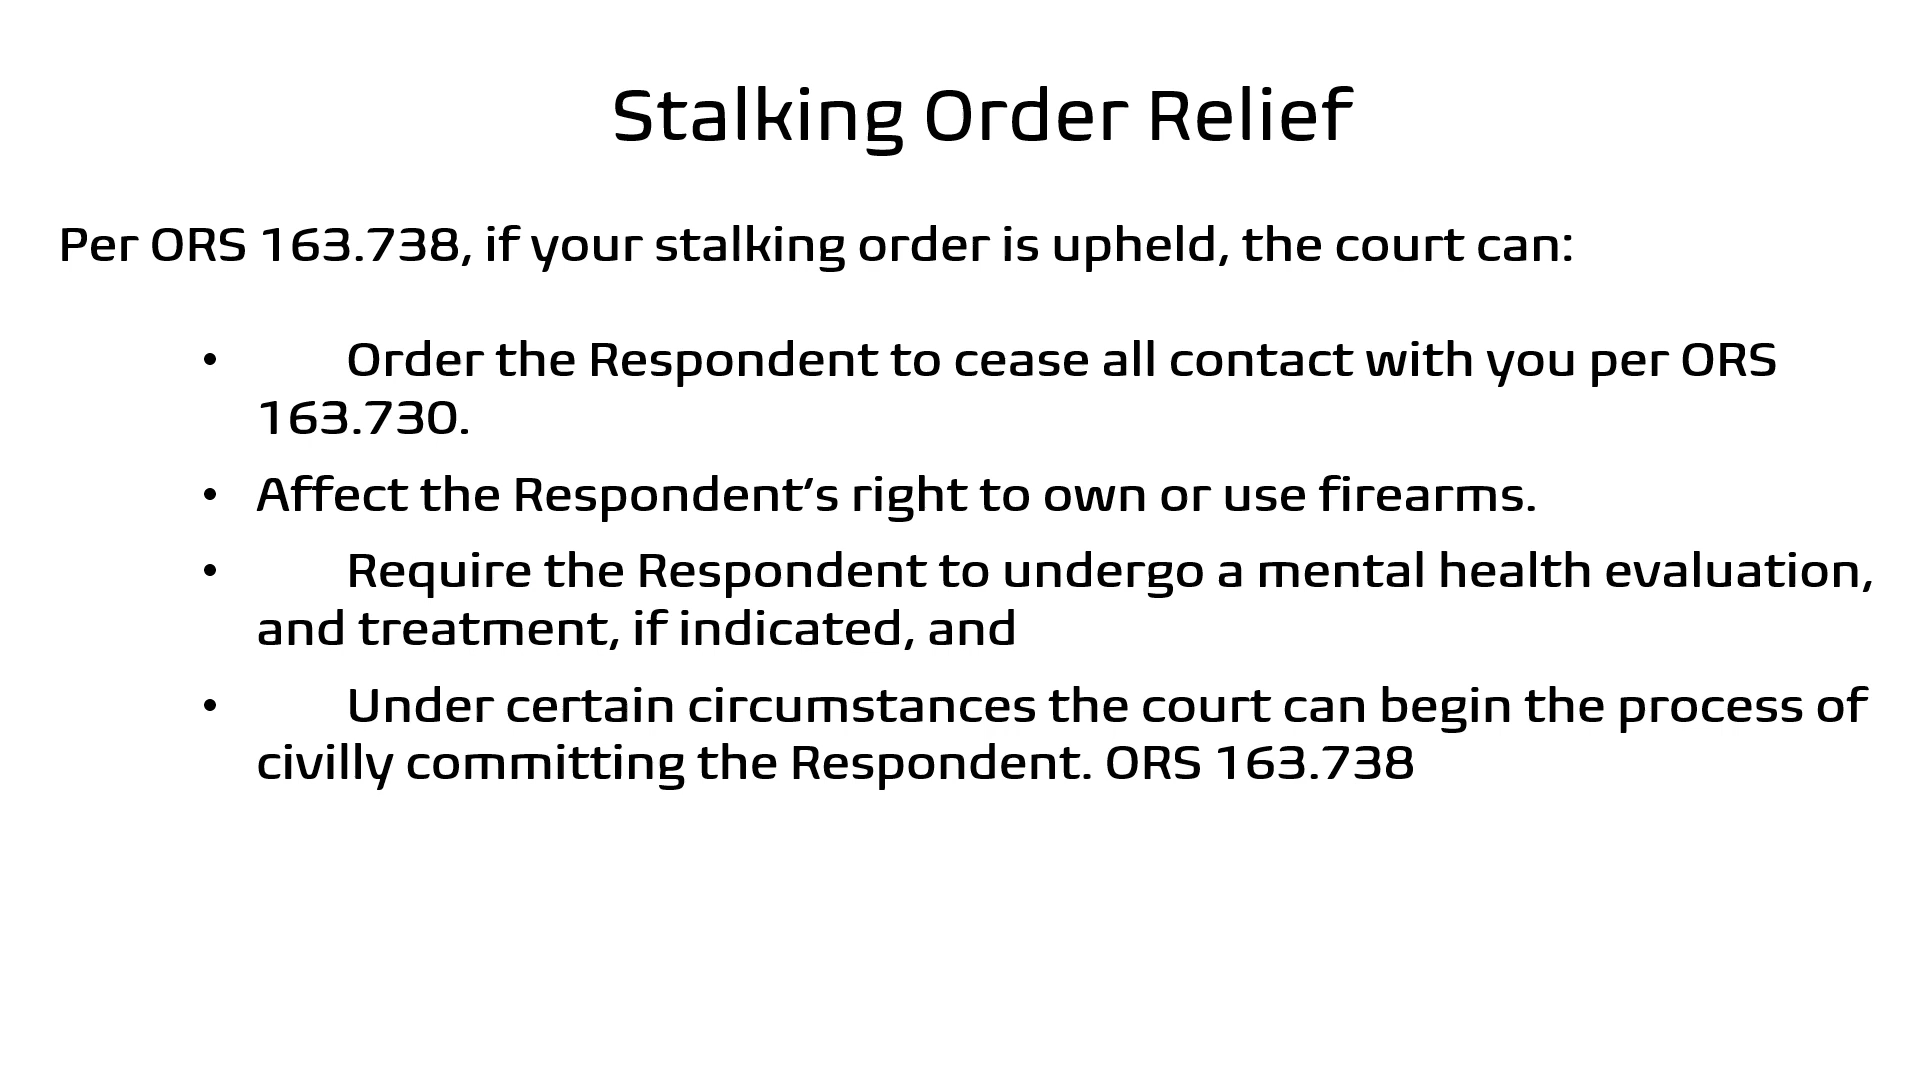 Stalking Order Relief
Per ORS 163.738, if your stalking order is upheld, the court can:
• Order the Respondent to cease all contact with you per ORS
163.730.
• Affect the Respondent’s right to own or use firearms.
• Require the Respondent to undergo a mental health evaluation,
and treatment, if indicated, and
• Under certain circumstances the court can begin the process of
civilly committing the Respondent. ORS 163.738